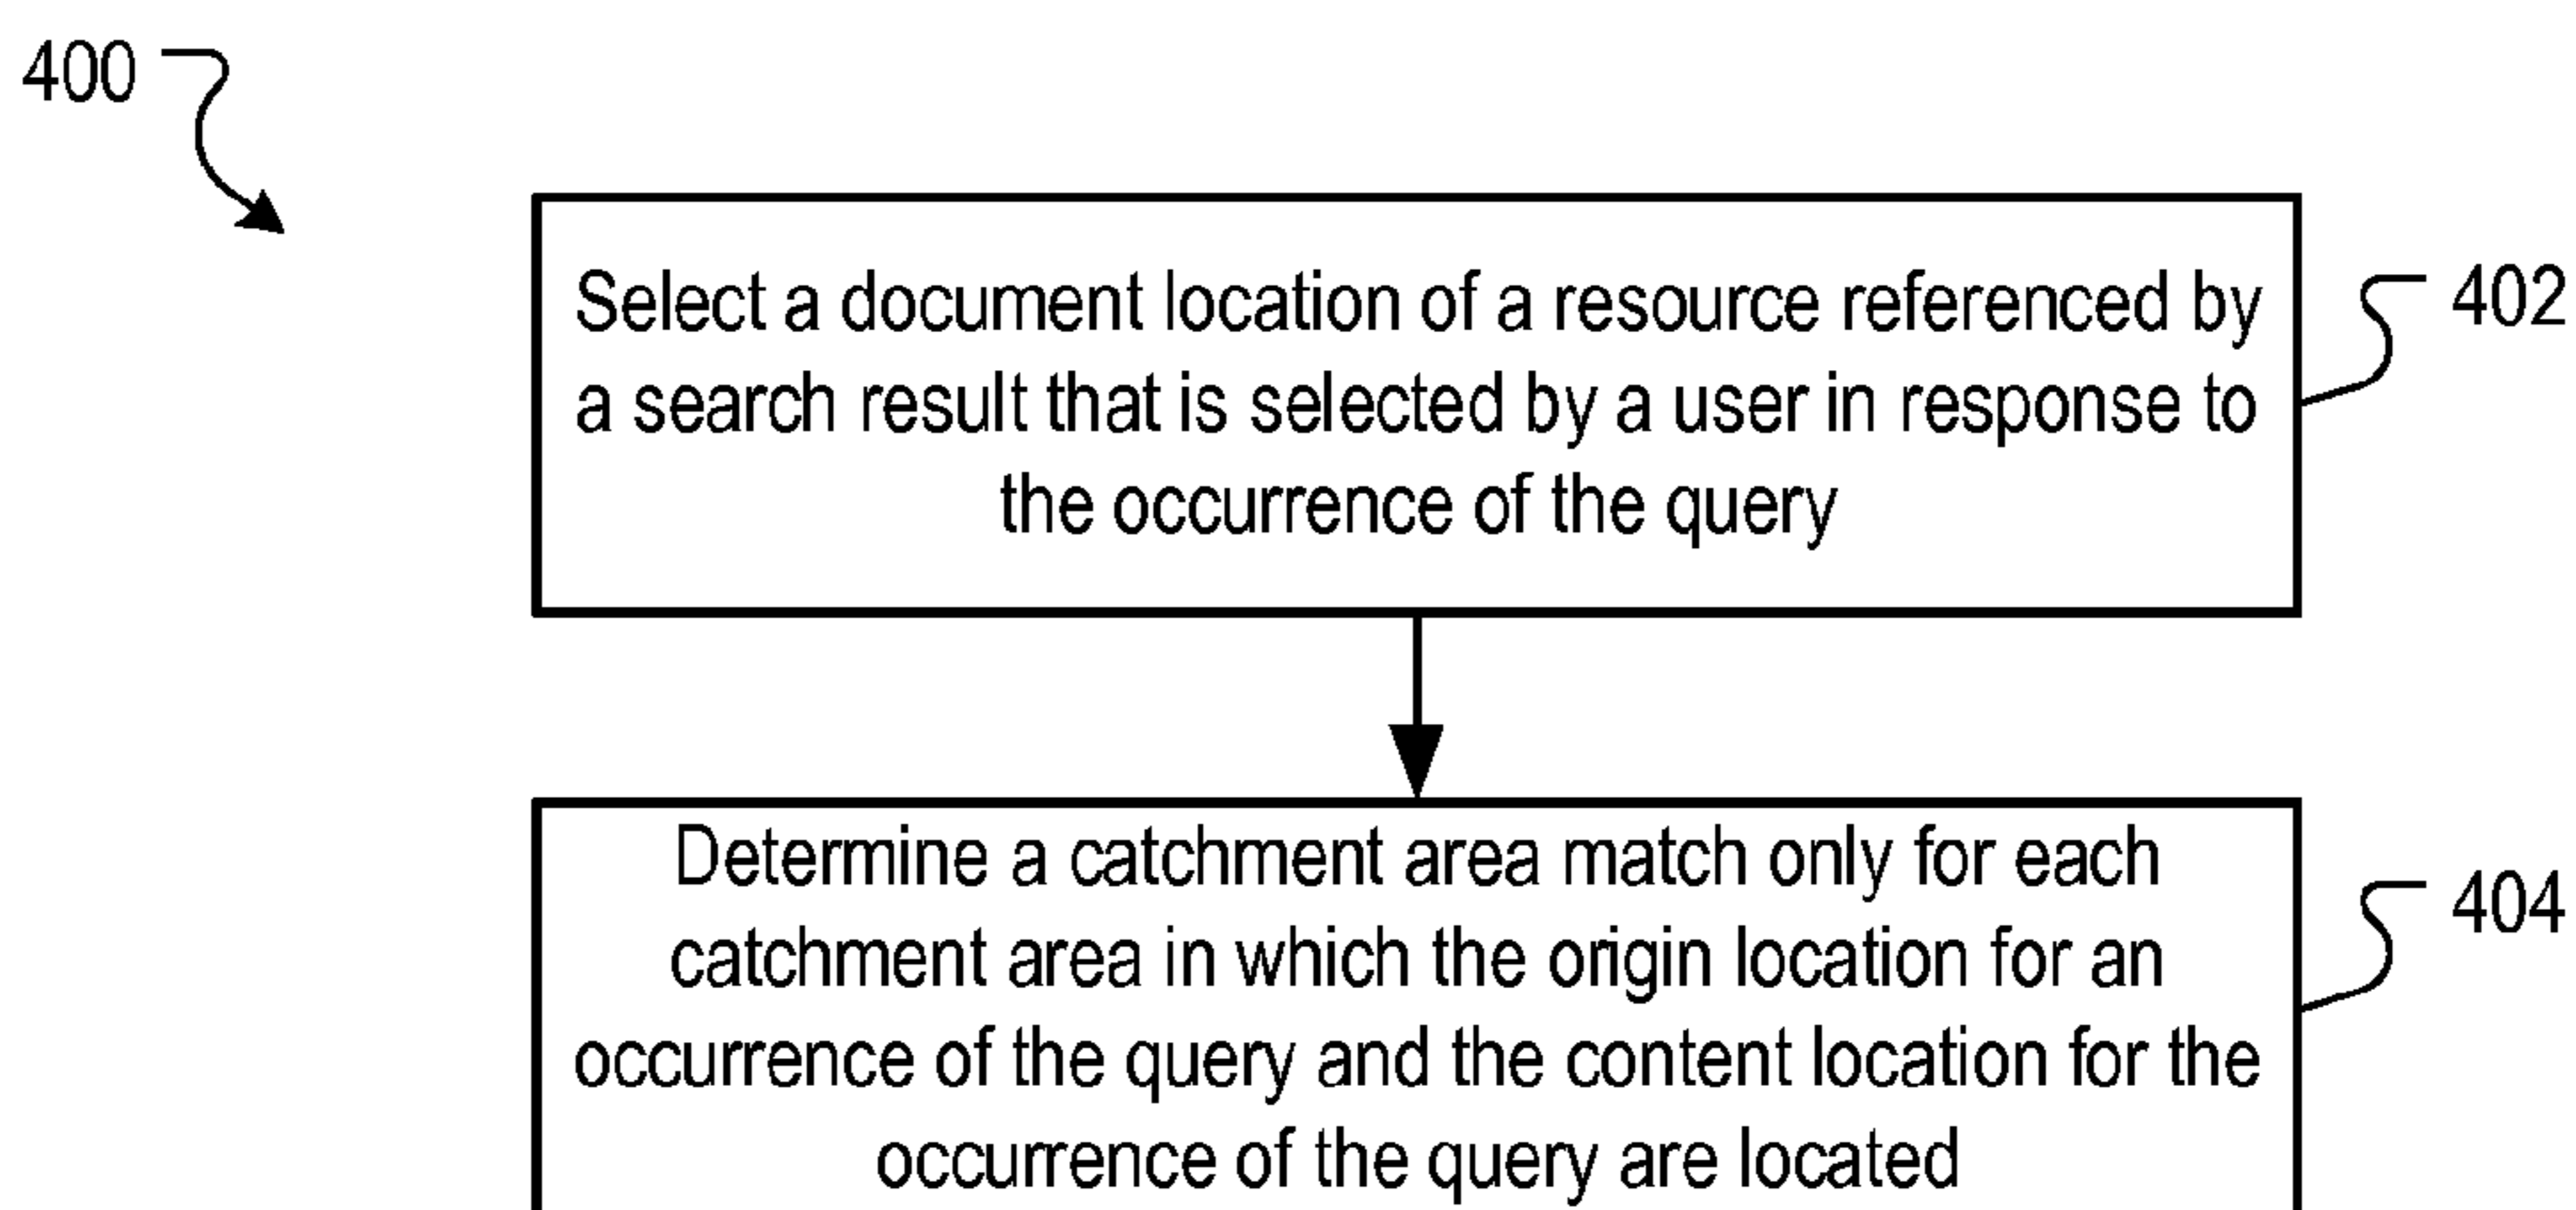 400
Select a document location of a resource referenced by
a search result that is selected by a user in response to
the occurrence of the query
402
Determine a catchment area match only for each
catchment area in which the origin location for an
occurrence of the query and the content location for the
occurrence of the query are located
404